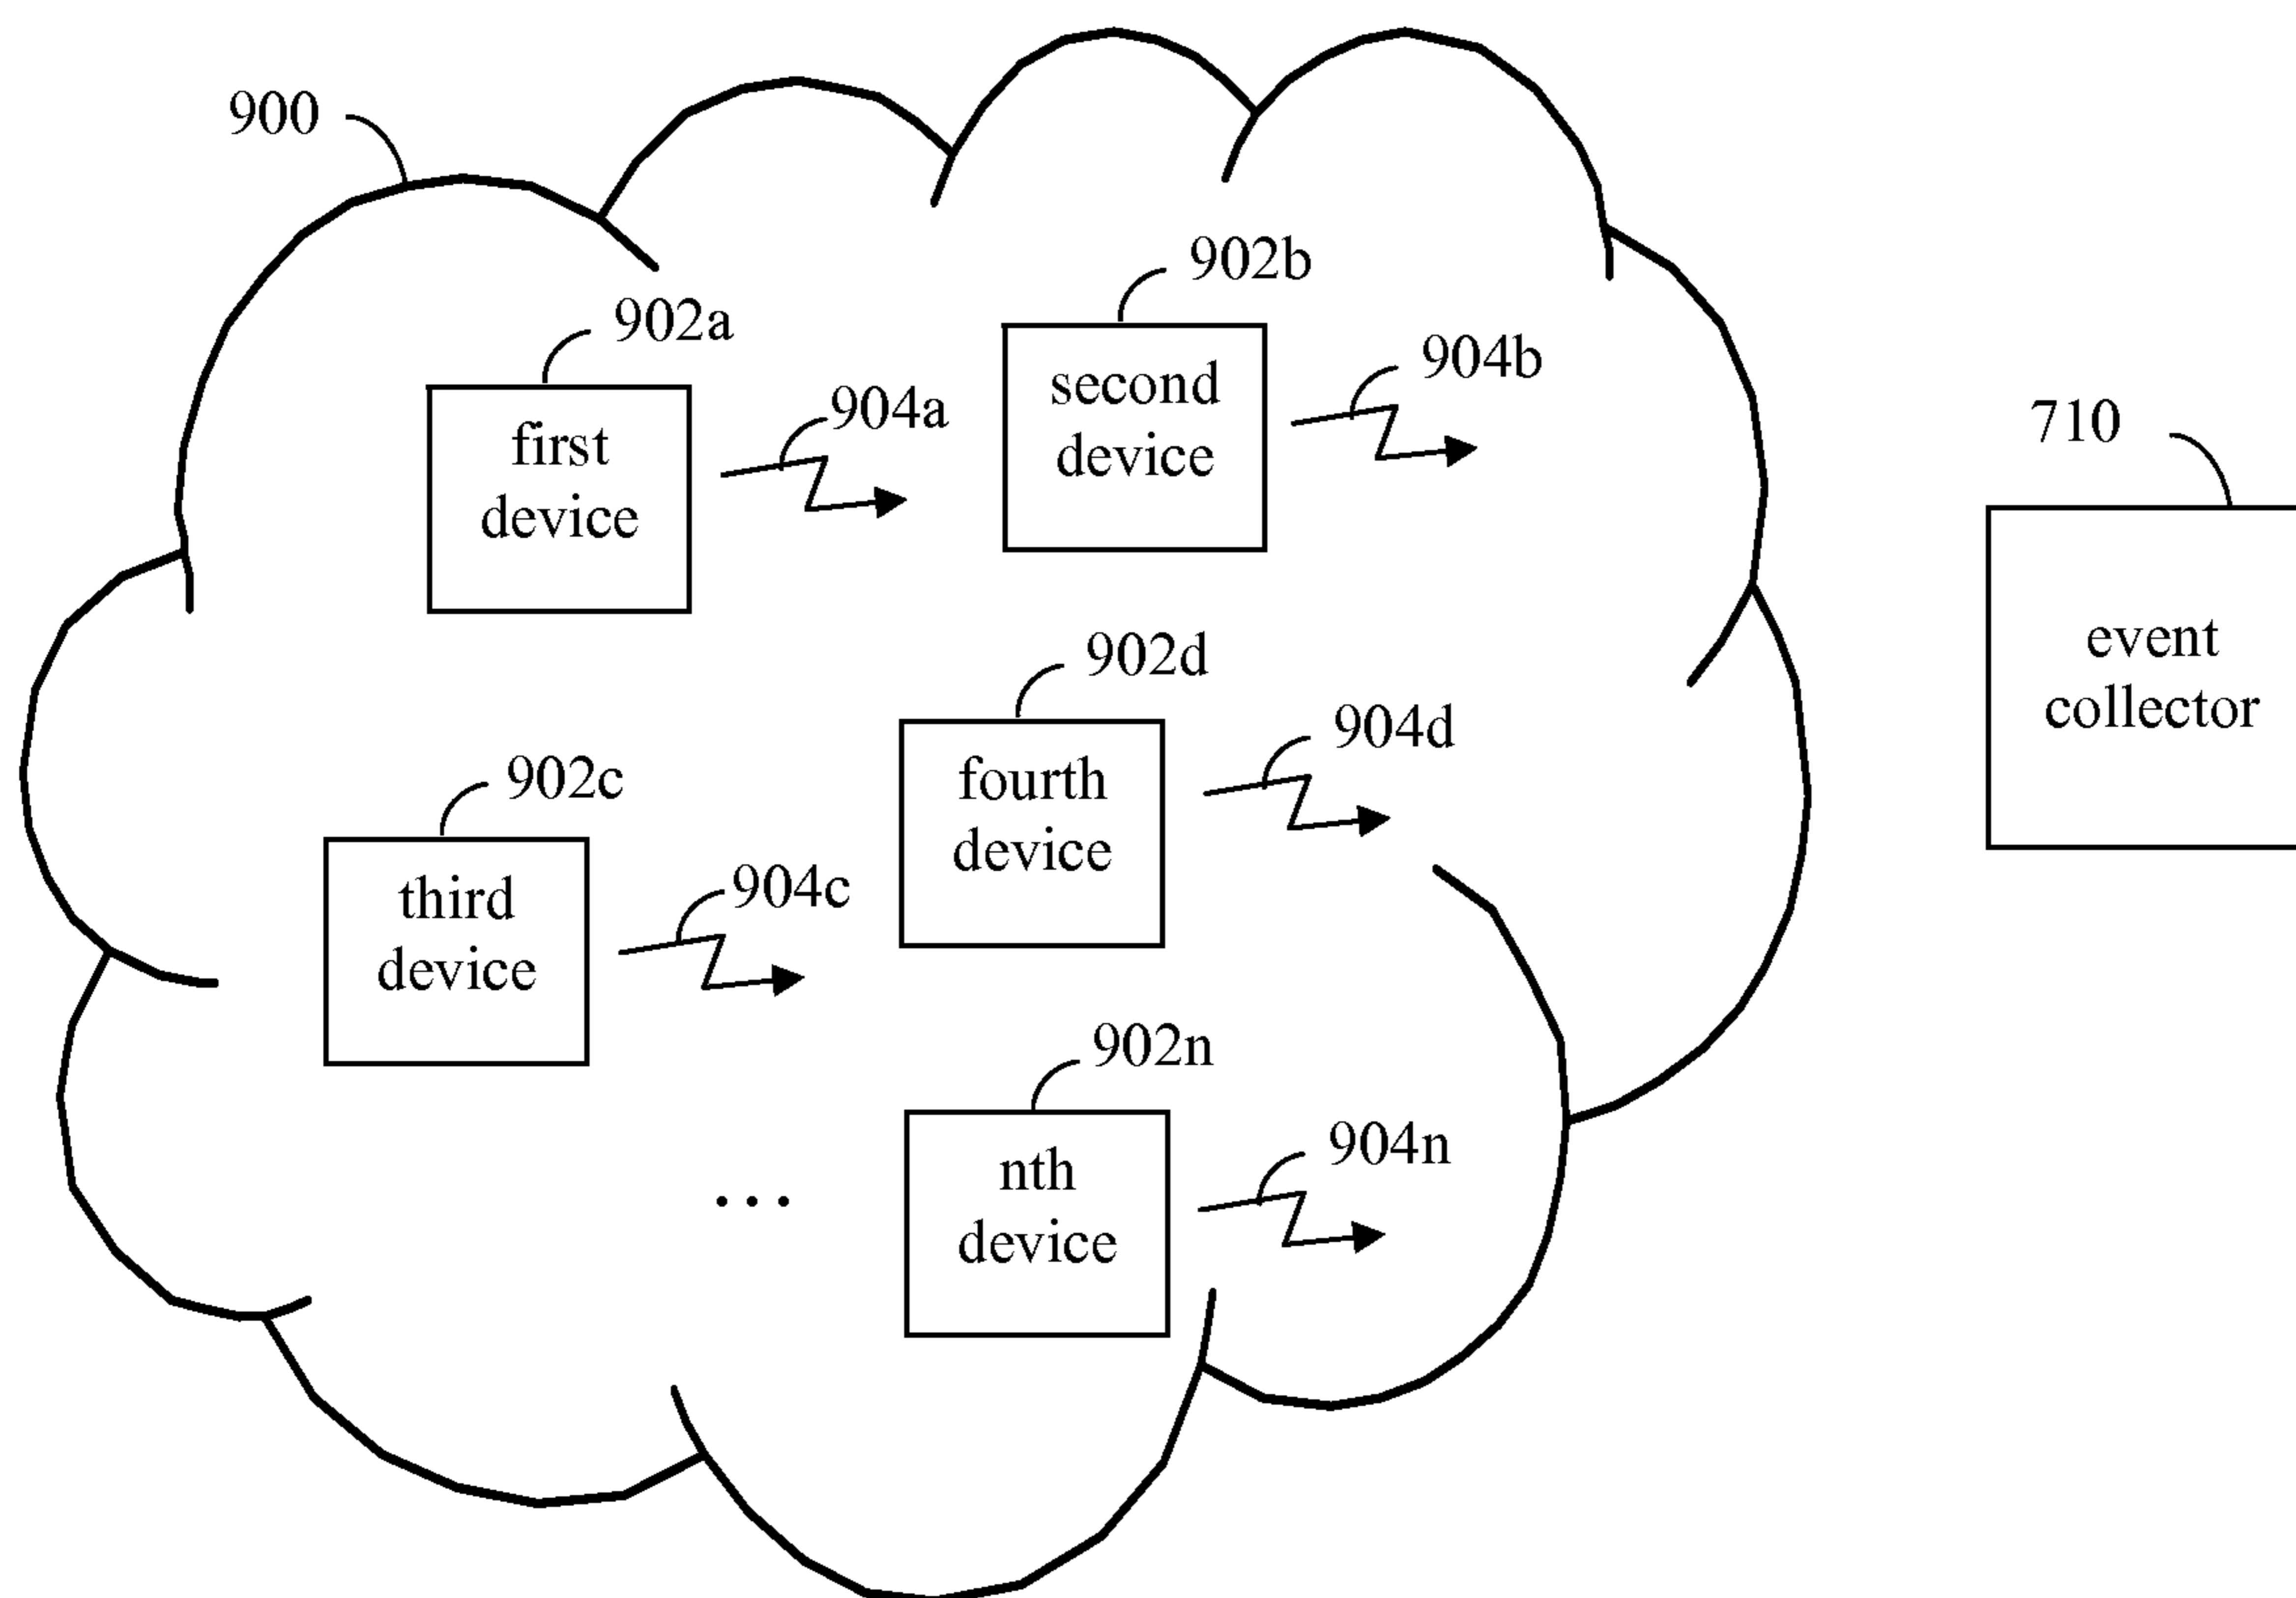 900
902b
902a
904b
second
device
904a
first
device
710
event
collector
902d
904d
902c
fourth
device
904c
third
device
902n
904n
nth
device
...